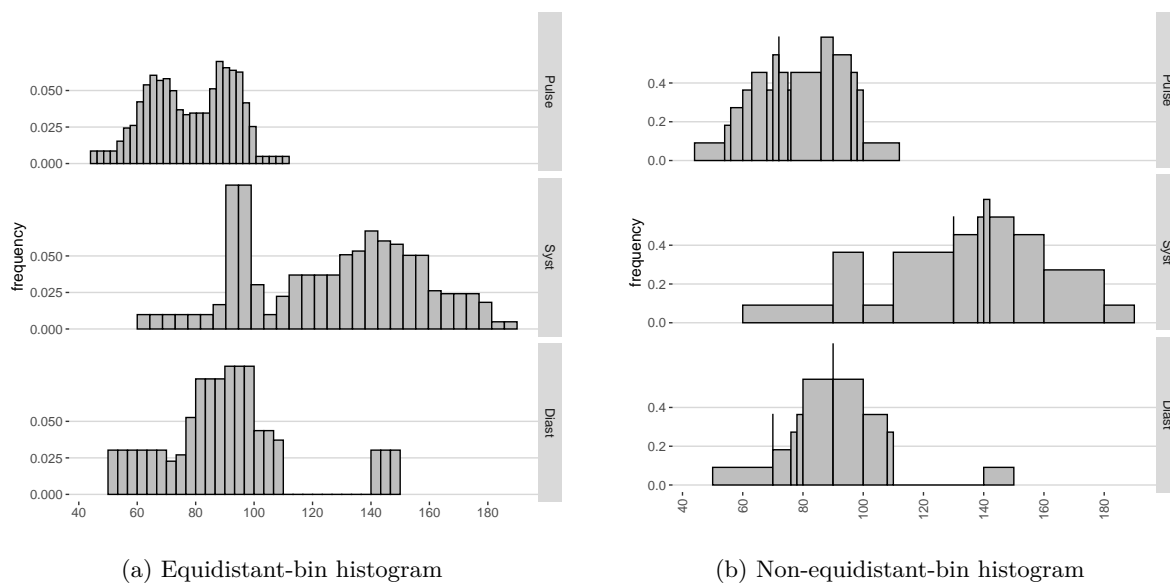 0.050
0.025
0.000
Pulse
0.050
0.025
0.000
Syst
frequency
0.050
0.025
0.000
Diast
40 60 80 100 120 140 160 180
(a) Equidistant-bin histogram
0.4
0.2
0.0
Pulse
0.4
0.2
0.0
Syst
frequency
0.4
0.2
0.0
Diast
40 60 80 100 120 140 160 180
(b) Non-equidistant-bin histogram